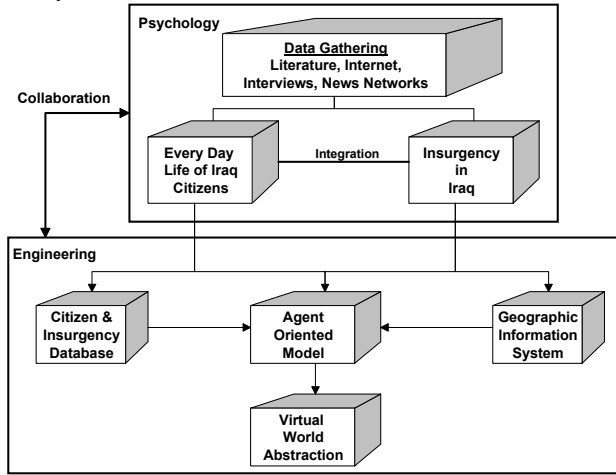 Psychology
Data Gathering
Literature, Internet,
Interviews, News Networks
Collaboration
Every Day
Life of Iraq
Citizens
Integration
Insurgency
in
Iraq
Engineering
Citizen &
Insurgency
Database
Agent
Oriented
Model
Geographic
Information
System
Virtual
World
Abstraction